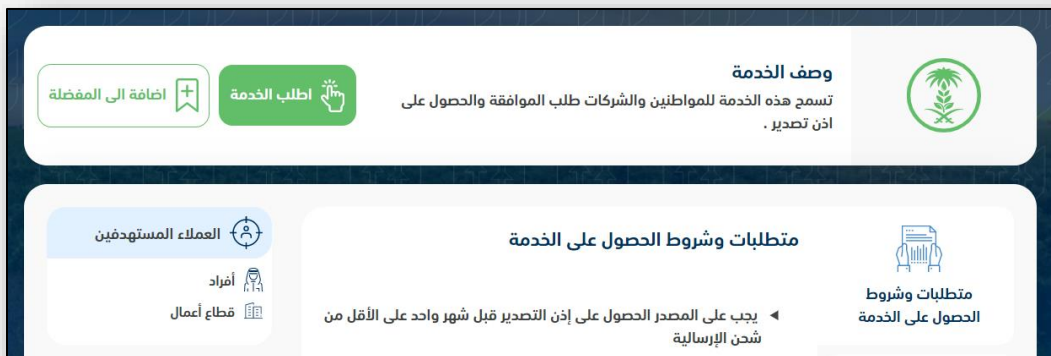 وصف الخدمة
تسمح هذه الخدمة للمواطنين والشركات طلب الموافقة والحصول على
اذن تصدير .
اطلب الخدمة
اضافة الى المفضلة
متطلبات وشروط
الحصول على الخدمة
متطلبات وشروط الحصول على الخدمة
يجب على المصدر الحصول على إذن التصدير قبل شهر واحد على الأقل من
شحن الإرسالية
العملاء المستهدفين
أفراد
قطاع أعمال